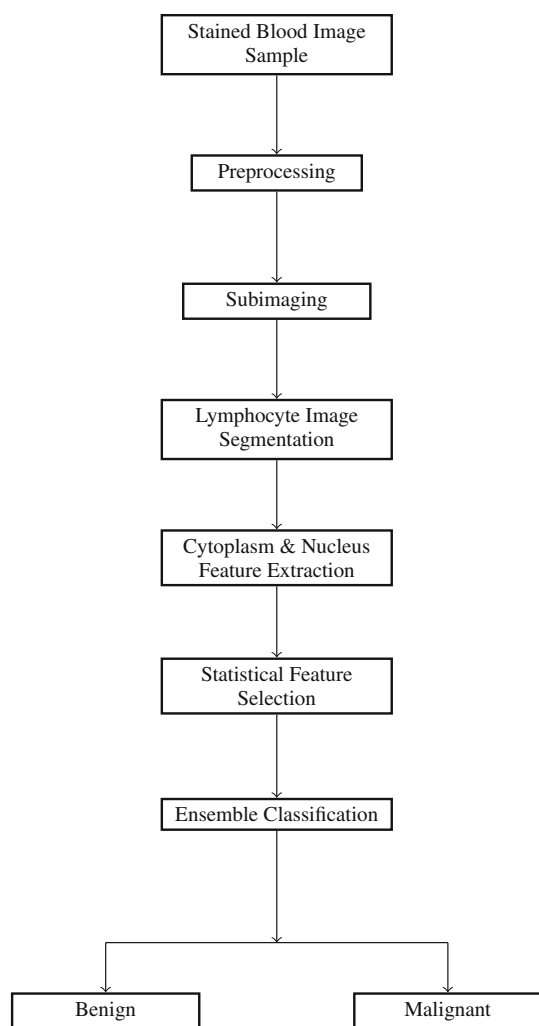 Stained Blood Image
Sample
Preprocessing
Subimaging
Lymphocyte Image
Segmentation
Cytoplasm & Nucleus
Feature Extraction
Statistical Feature
Selection
Ensemble Classification
Benign
Malignant